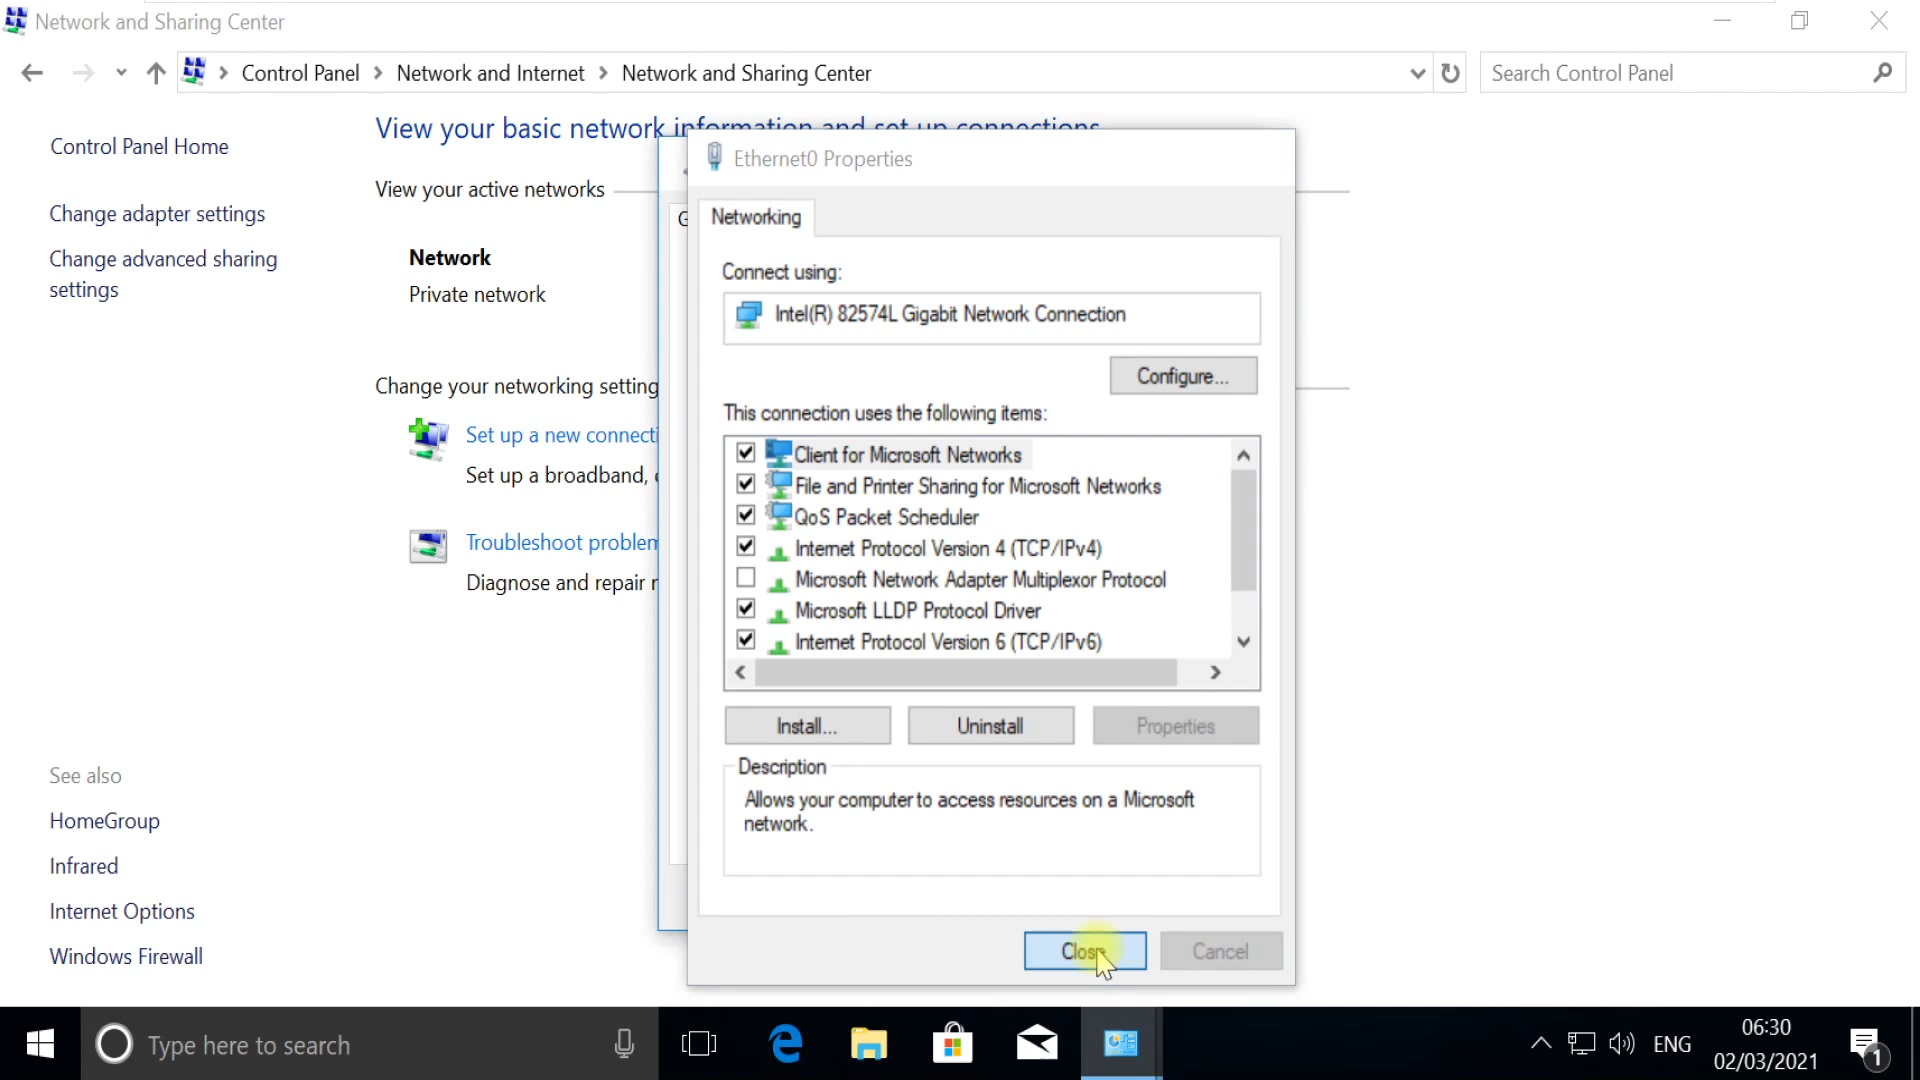 Network and Sharing Center
Control Panel > Network and Internet > Network and Sharing Center
Search Control Panel
Control Panel Home
Change adapter settings
Change advanced sharing
settings
See also
HomeGroup
Infrared
Internet Options
Windows Firewall
View your basic network information and set up connections
View your active networks
Network
Private network
Change your networking setting
Set up a new connecti
Set up a broadband,
Troubleshoot problem
Diagnose and repair
Ethernet0 Properties
Networking
Connect using:
Intel(R) 82574L Gigabit Network Connection
Configure...
This connection uses the following items:
Client for Microsoft Networks
File and Printer Sharing for Microsoft Networks
QoS Packet Scheduler
Internet Protocol Version 4 (TCP/IPv4)
Microsoft Network Adapter Multiplexor Protocol
Microsoft LLDP Protocol Driver
Internet Protocol Version 6 (TCP/IPv6)
Install...
Uninstall
Properties
Description
Allows your computer to access resources on a Microsoft
network.
Close
Cancel
Type here to search
ENG
06:30
02/03/2021
1